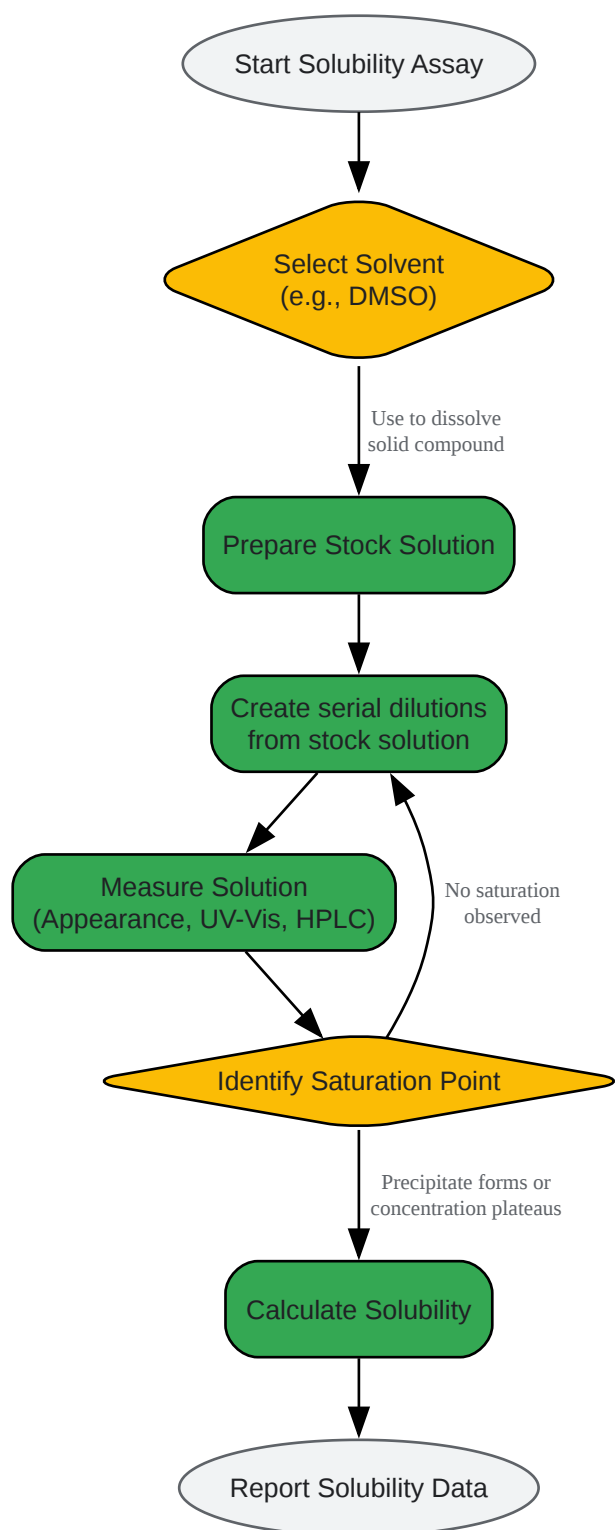 Start Solubility Assay
Select Solvent
(e.g., DMSO)
Use to dissolve
solid compound
Prepare Stock Solution
Create serial dilutions
from stock solution
Measure Solution
(Appearance, UV-Vis, HPLC)
No saturation
observed
Identify Saturation Point
Precipitate forms or
concentration plateaus
Calculate Solubility
Report Solubility Data